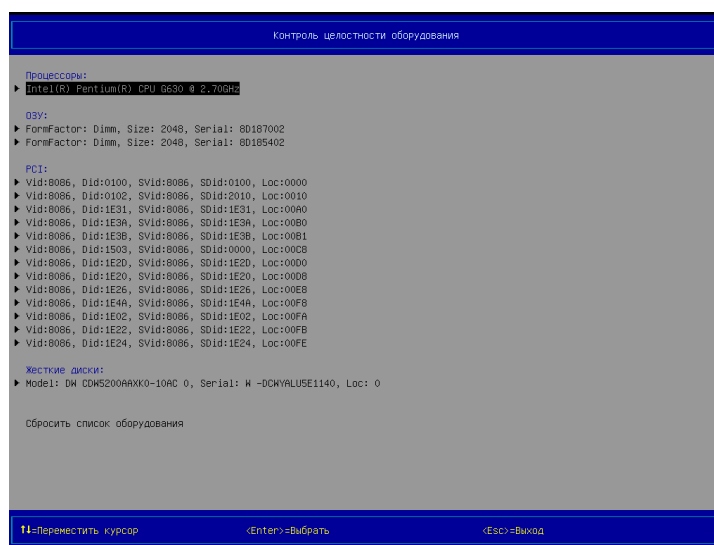 Контроль целостности оборудования
Процессоры:
Intel(R) Pentium(R) CPU G630 @ 2.70GHz
ОЗУ:
FormFactor: Dimm, Size: 2048, Serial: 8D187002
FormFactor: Dimm, Size: 2048, Serial: 8D185402
PCI:
Vid:8086, Did:0100, SVid:8086, SDid:0100, Loc:0000
Vid:8086, Did:0102, SVid:8086, SDid:2010, Loc:0010
Vid:8086, Did:1E31, SVid:8086, SDid:1E31, Loc:00A0
Vid:8086, Did:1E3A, SVid:8086, SDid:1E3A, Loc:00B0
Vid:8086, Did:1E3B, SVid:8086, SDid:1E3B, Loc:00B1
Vid:8086, Did:1503, SVid:8086, SDid:0000, Loc:00C8
Vid:8086, Did:1E2D, SVid:8086, SDid:1E2D, Loc:00D0
Vid:8086, Did:1E20, SVid:8086, SDid:1E20, Loc:00D8
Vid:8086, Did:1E26, SVid:8086, SDid:1E26, Loc:00E8
Vid:8086, Did:1E4A, SVid:8086, SDid:1E4A, Loc:00F8
Vid:8086, Did:1E02, SVid:8086, SDid:1E02, Loc:00FA
Vid:8086, Did:1E22, SVid:8086, SDid:1E22, Loc:00FB
Vid:8086, Did:1E24, SVid:8086, SDid:1E24, Loc:00FE
Жесткие диски:
Model: DW CDW5200AAXK0-10AC 0, Serial: W -DCWYALU5E1140, Loc: 0
Сбросить список оборудования
↑↓=Переместить курсор <Enter>=Выбрать <Esc>=Выход